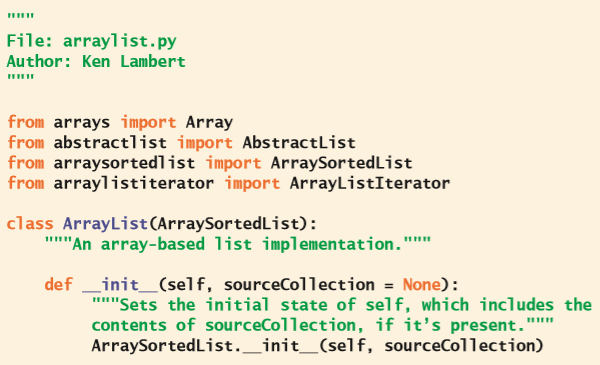 """
File: arraylist.py
Author: Ken Lambert
"""
from arrays import Array
from abstractlist import AbstractList
from arraysortedlist import ArraySortedList
from arraylistiterator import ArrayListIterator
class ArrayList(ArraySortedList):
"""An array-based list implementation."""
def __init__(self, sourceCollection = None):
"""Sets the initial state of self, which includes the
contents of sourceCollection, if it’s present."""
ArraySortedList.__init__(self, sourceCollection)